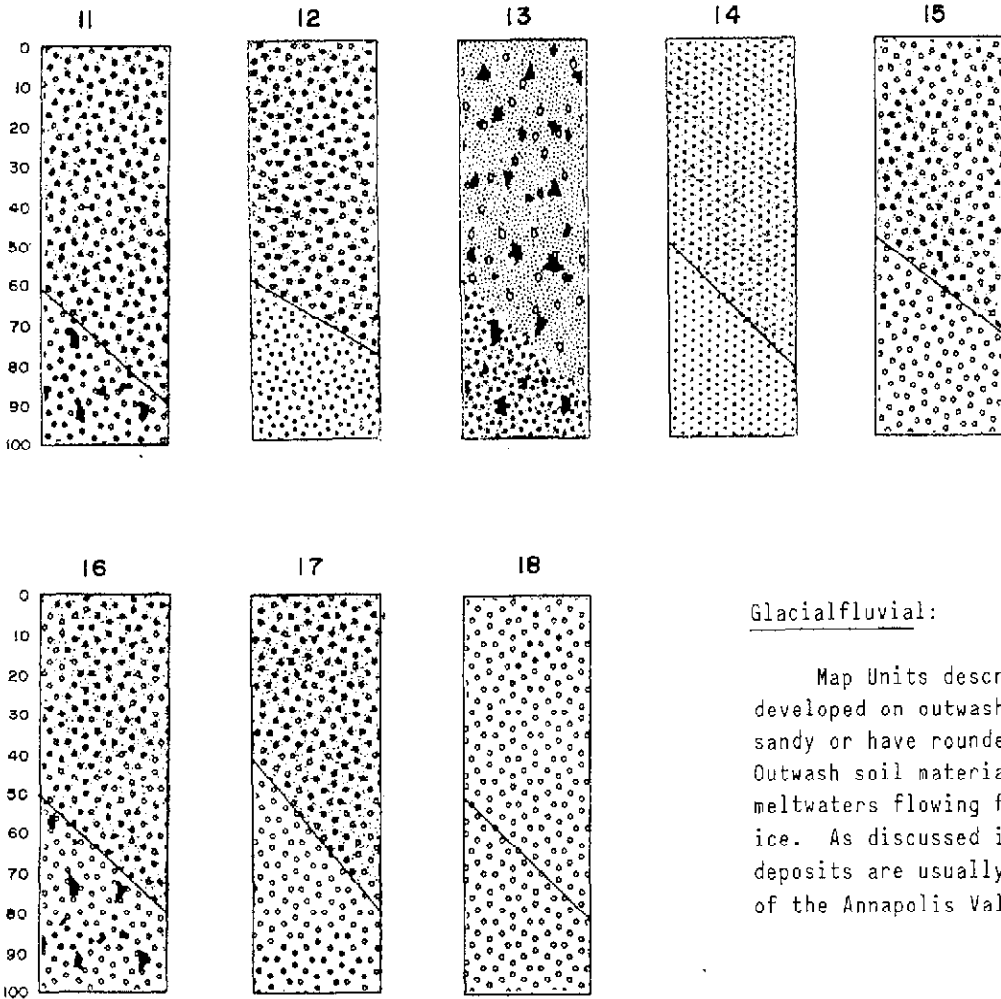 11 12 13 14 15
0
10
20
30
40
50
60
70
80
90
100
16 17 18
0
10
20
30
40
50
60
70
80
90
100
Glacialfluvial:
Map Units descr
developed on outwash
sandy or have rounde
Outwash soil materia
meltwaters flowing f
ice. As discussed i
deposits are usually
of the Annapolis Val